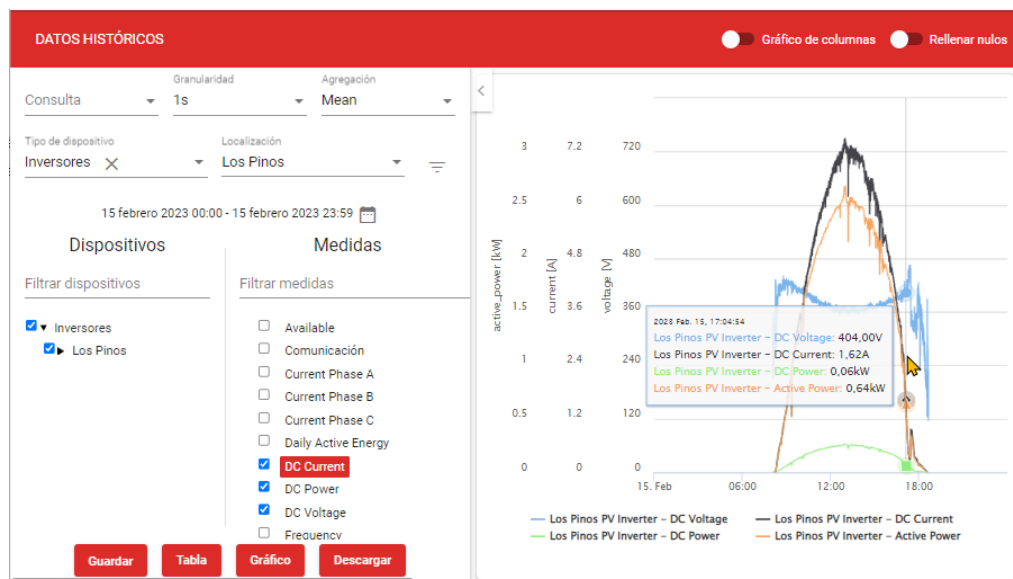 DATOS HISTÓRICOS
Gráfico de columnas
Rellenar nulos
Granularidad
Agregación
Consulta
1s
Mean
Tipo de dispositivo
Localización
Inversores
Los Pinos
15 febrero 2023 00:00 - 15 febrero 2023 23:59
Dispositivos
Medidas
Filtrar dispositivos
Filtrar medidas
Inversores
Los Pinos
Available
Comunicación
Current Phase A
Current Phase B
Current Phase C
Daily Active Energy
DC Current
DC Power
DC Voltage
Frequency
Guardar
Tabla
Gráfico
Descargar
active_power [kW]
current [A]
voltage [V]
3 7.2 720
2.5 6 600
2 4.8 480
1.5 3.6 360
1 2.4 240
0.5 1.2 120
0 0 0
15. Feb 06:00 12:00 18:00
2023 Feb. 15, 17:04:54
Los Pinos PV Inverter – DC Voltage: 404,00V
Los Pinos PV Inverter – DC Current: 1,62A
Los Pinos PV Inverter – DC Power: 0,06kW
Los Pinos PV Inverter – Active Power: 0,64kW
Los Pinos PV Inverter – DC Voltage
Los Pinos PV Inverter – DC Current
Los Pinos PV Inverter – DC Power
Los Pinos PV Inverter – Active Power